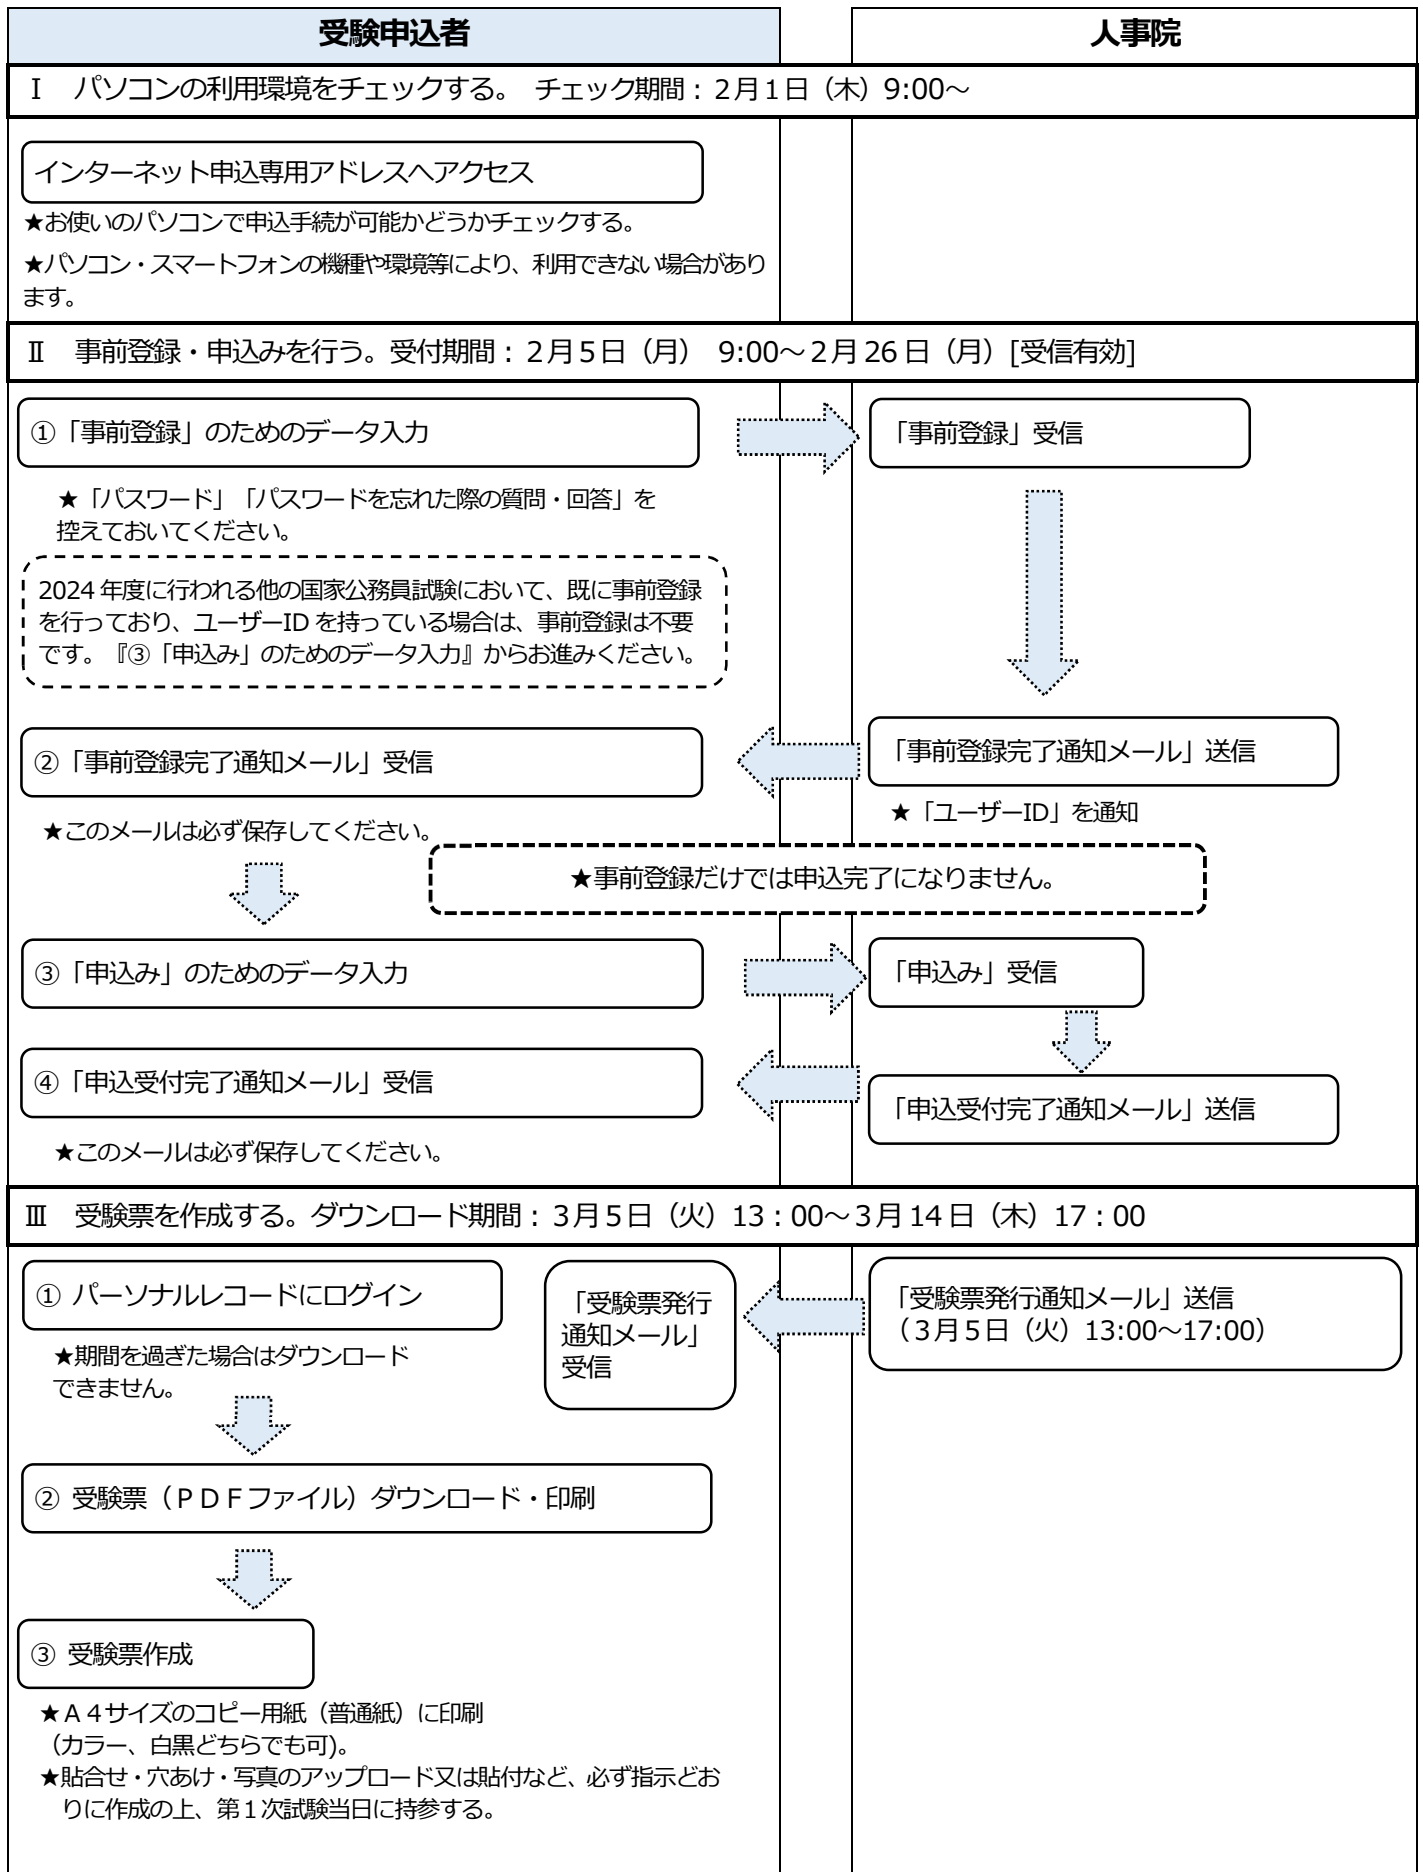 受験申込者
人事院
Ⅰ　パソコンの利用環境をチェックする。　チェック期間：２月１日（木）9:00～
インターネット申込専用アドレスへアクセス
★お使いのパソコンで申込手続が可能かどうかチェックする。
★パソコン・スマートフォンの機種や環境等により、利用できない場合があり
ます。
Ⅱ　事前登録・申込みを行う。受付期間：２月５日（月）　9:00～２月 26 日（月）[受信有効]
①「事前登録」のためのデータ入力
「事前登録」受信
★「パスワード」「パスワードを忘れた際の質問・回答」を
控えておいてください。
2024 年度に行われる他の国家公務員試験において、既に事前登録
を行っており、ユーザーID を持っている場合は、事前登録は不要
です。『③「申込み」のためのデータ入力』からお進みください。
②「事前登録完了通知メール」受信
「事前登録完了通知メール」送信
★「ユーザーID」を通知
★このメールは必ず保存してください。
★事前登録だけでは申込完了になりません。
③「申込み」のためのデータ入力
「申込み」受信
④「申込受付完了通知メール」受信
「申込受付完了通知メール」送信
★このメールは必ず保存してください。
Ⅲ　受験票を作成する。ダウンロード期間：３月５日（火）13：00～３月 14 日（木）17：00
① パーソナルレコードにログイン
「受験票発行
通知メール」
受信
「受験票発行通知メール」送信
（３月５日（火）13:00～17:00）
★期間を過ぎた場合はダウンロード
できません。
② 受験票（ＰＤＦファイル）ダウンロード・印刷
③ 受験票作成
★Ａ４サイズのコピー用紙（普通紙）に印刷
（カラー、白黒どちらでも可)。
★貼合せ・穴あけ・写真のアップロード又は貼付など、必ず指示どお
りに作成の上、第１次試験当日に持参する。